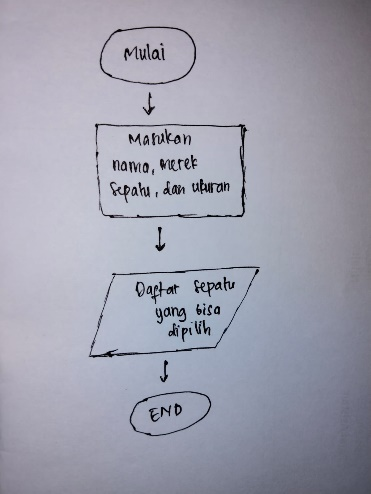 Mulai
Masukan
nama, merek
sepatu, dan ukuran
Daftar sepatu
yang bisa
dipilih
END